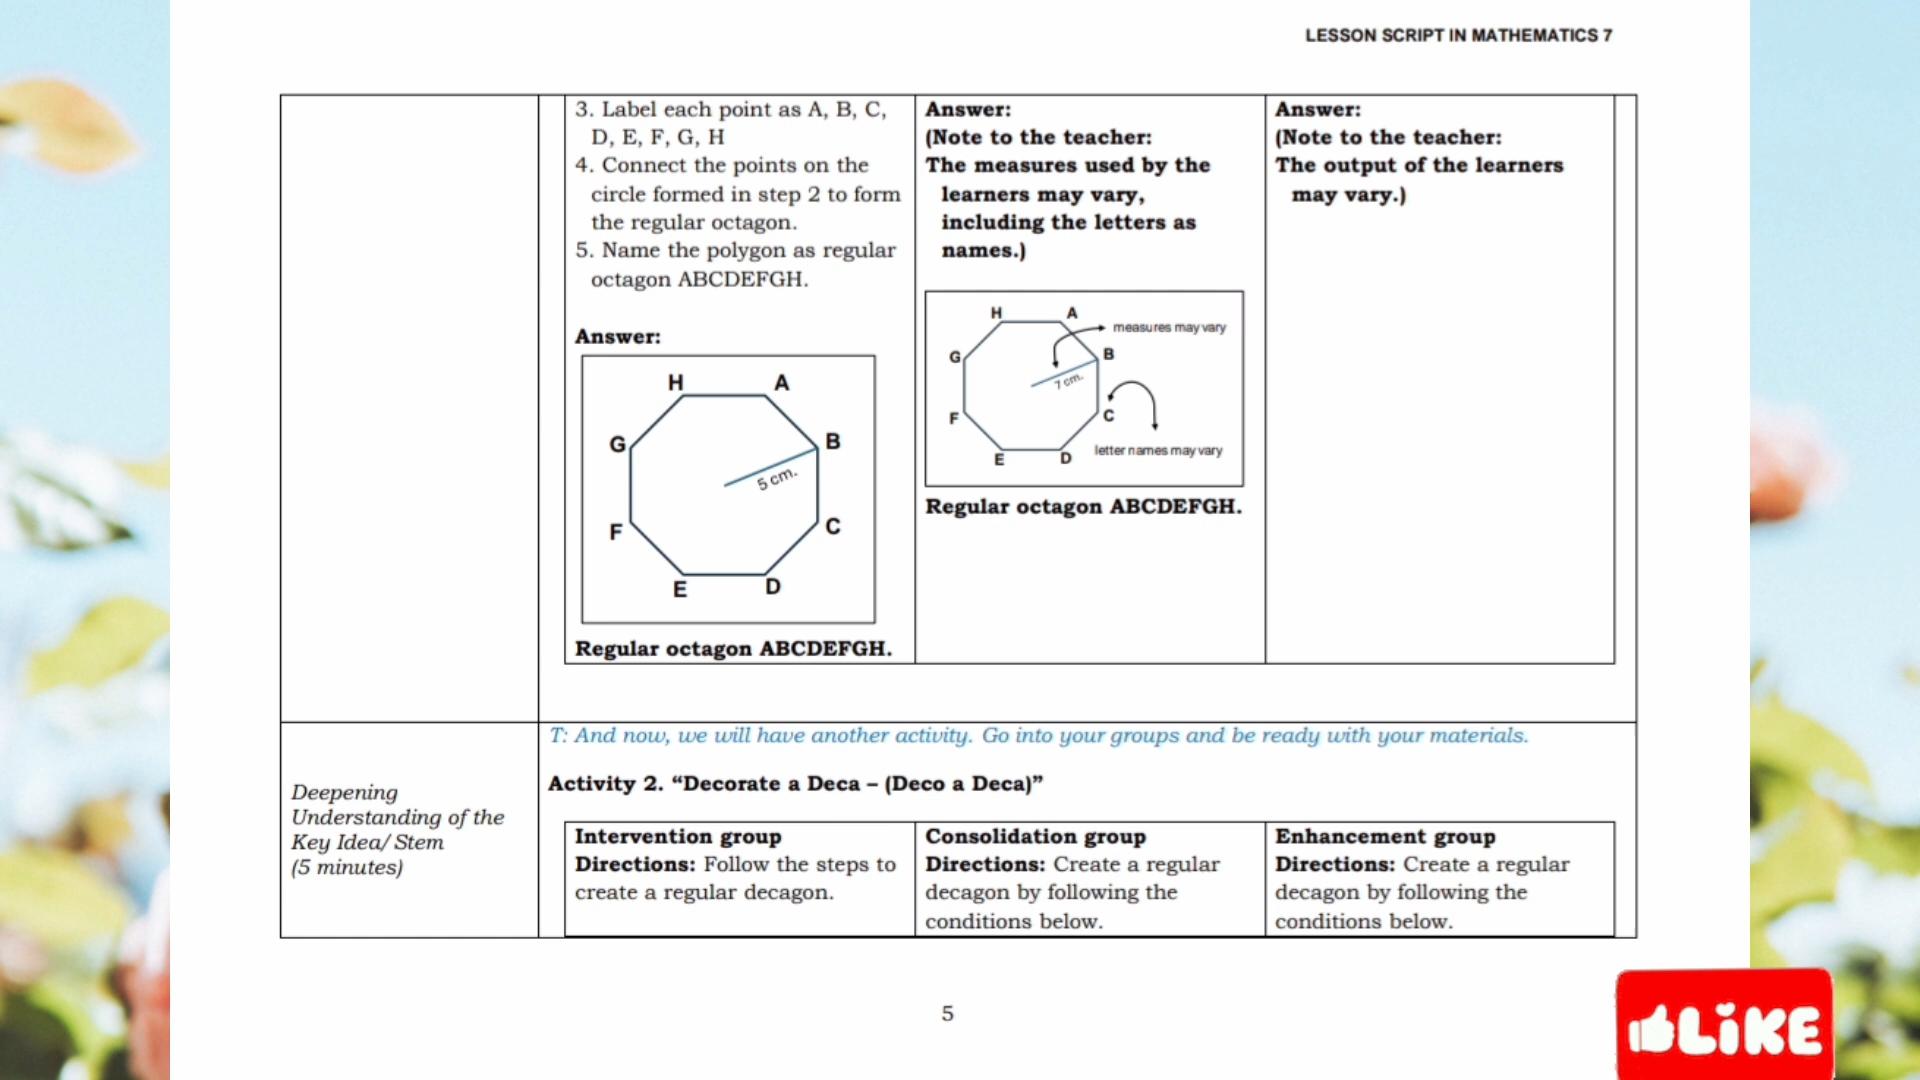 LESSON SCRIPT IN MATHEMATICS 7
3. Label each point as A, B, C,
D, E, F, G, H
4. Connect the points on the
circle formed in step 2 to form
the regular octagon.
5. Name the polygon as regular
octagon ABCDEFGH.
Answer:
H A
G B
5 cm.
F C
E D
Regular octagon ABCDEFGH.
Answer:
(Note to the teacher:
The measures used by the
learners may vary,
including the letters as
names.)
H A
measures may vary
G B
7 cm.
F C
letter names may vary
E D
Regular octagon ABCDEFGH.
Answer:
(Note to the teacher:
The output of the learners
may vary.)
Deepening
Understanding of the
Key Idea/Stem
(5 minutes)
T: And now, we will have another activity. Go into your groups and be ready with your materials.
Activity 2. “Decorate a Deca – (Deco a Deca)”
Intervention group
Directions: Follow the steps to
create a regular decagon.
Consolidation group
Directions: Create a regular
decagon by following the
conditions below.
Enhancement group
Directions: Create a regular
decagon by following the
conditions below.
5
LiKE